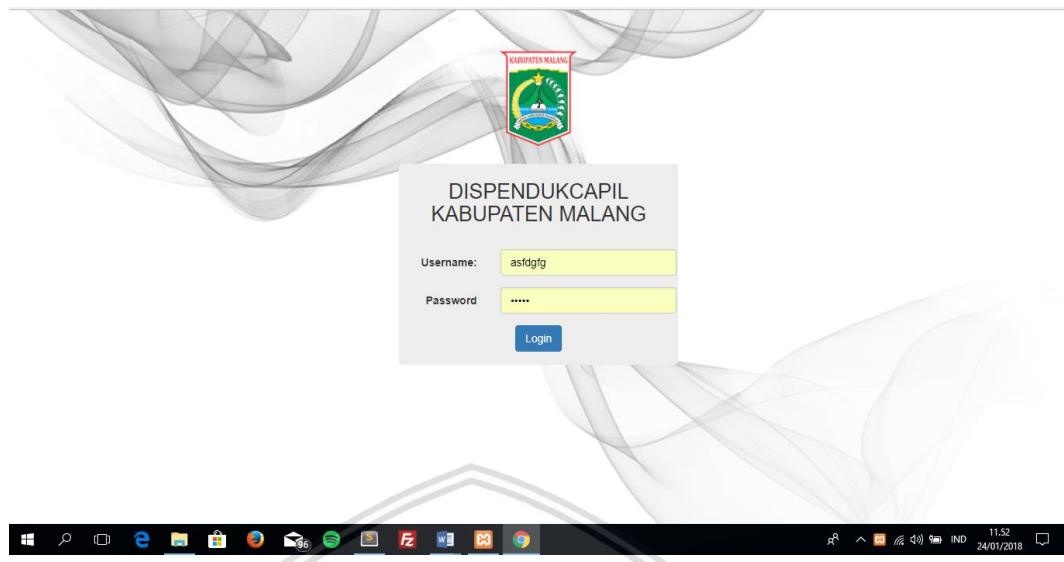 KABUPATEN MALANG
DISPENDUKCAPIL
KABUPATEN MALANG
Username:
asfdgfg
Password
•••••
Login
96
IND
11.52
24/01/2018